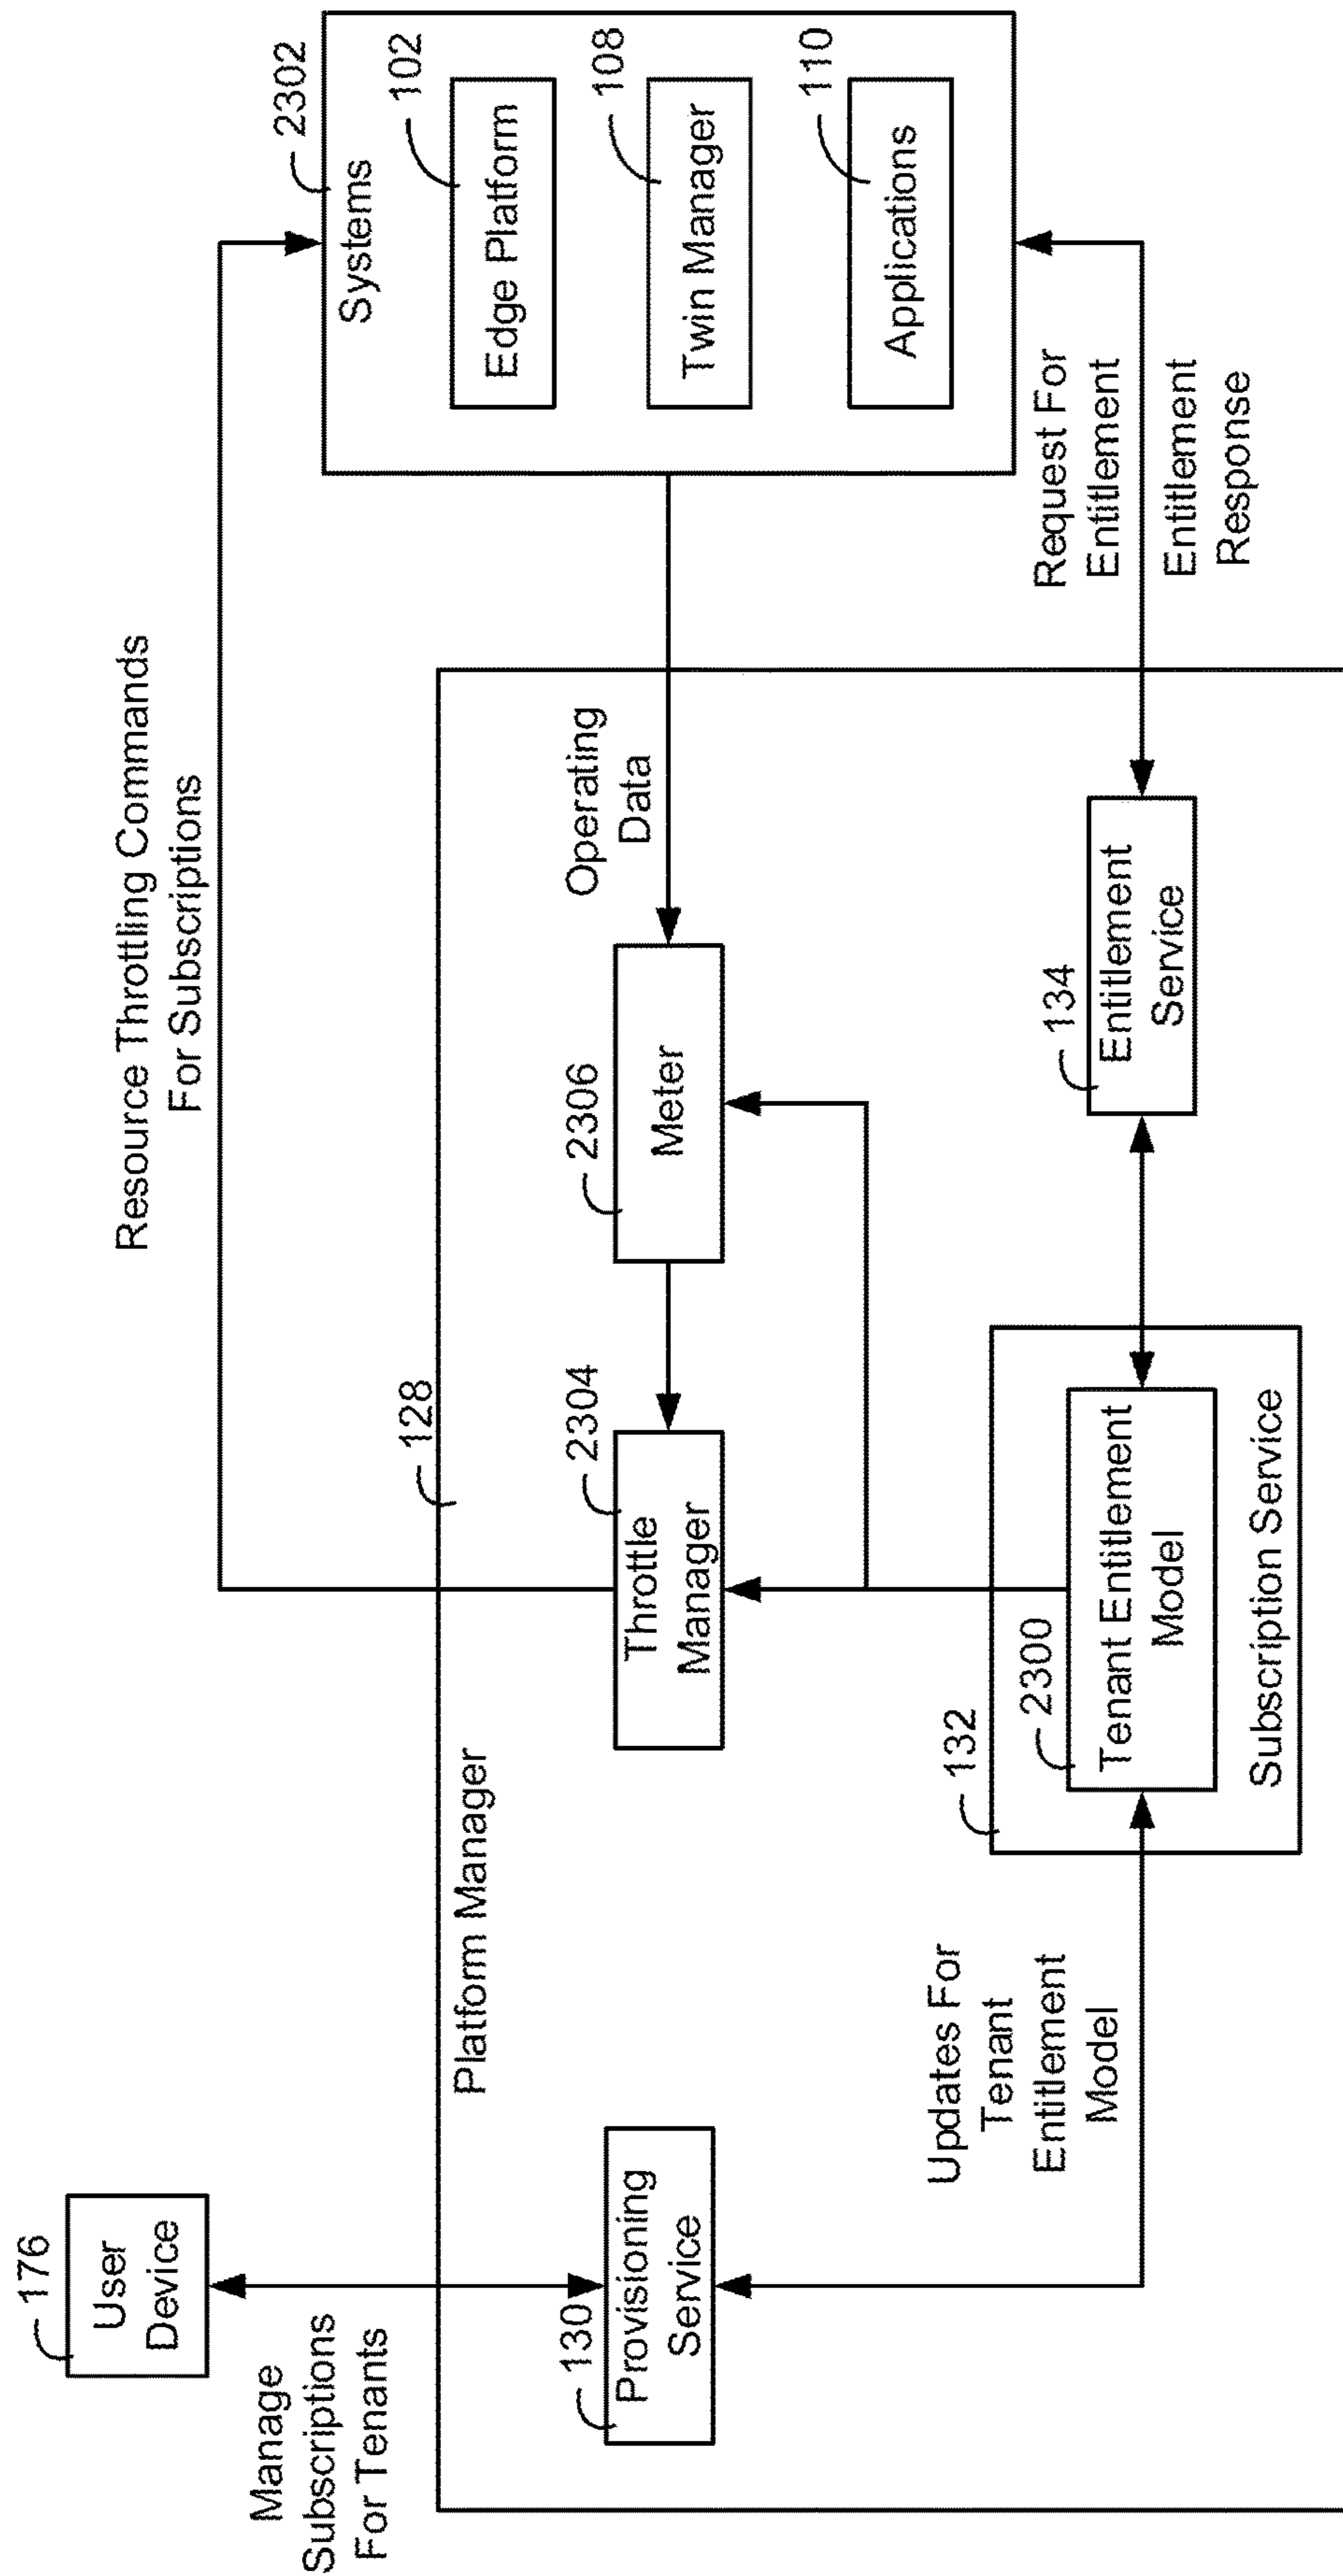 176
User
Device
Manage
Subscriptions
For Tenants
Resource Throttling Commands
For Subscriptions
2302
Systems
102
Edge Platform
108
Twin Manager
110
Applications
Platform Manager
128
130
Provisioning
Service
2304
Throttle
Manager
2306
Meter
Operating
Data
Updates For
Tenant
Entitlement
Model
132
2300
Tenant Entitlement
Model
Subscription Service
134
Entitlement
Service
Request For
Entitlement
Entitlement
Response